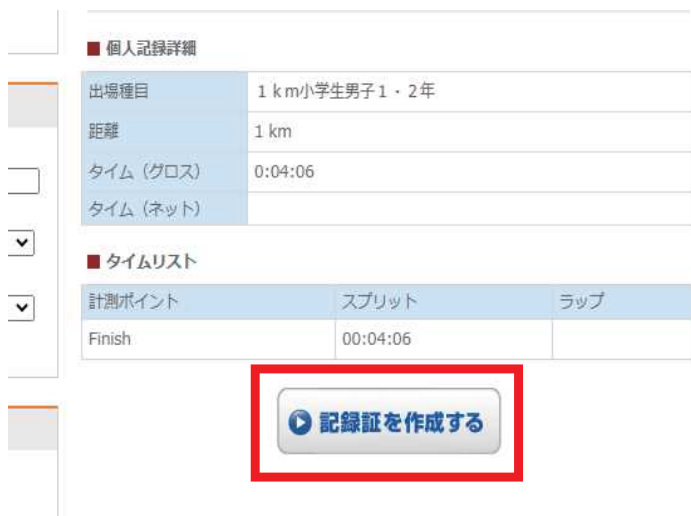 ■ 個人記録詳細
出場種目 １ｋｍ小学生男子１・２年
距離 1 km
タイム（グロス） 0:04:06
タイム（ネット）
■ タイムリスト
計測ポイント スプリット ラップ
Finish 00:04:06
記録証を作成する